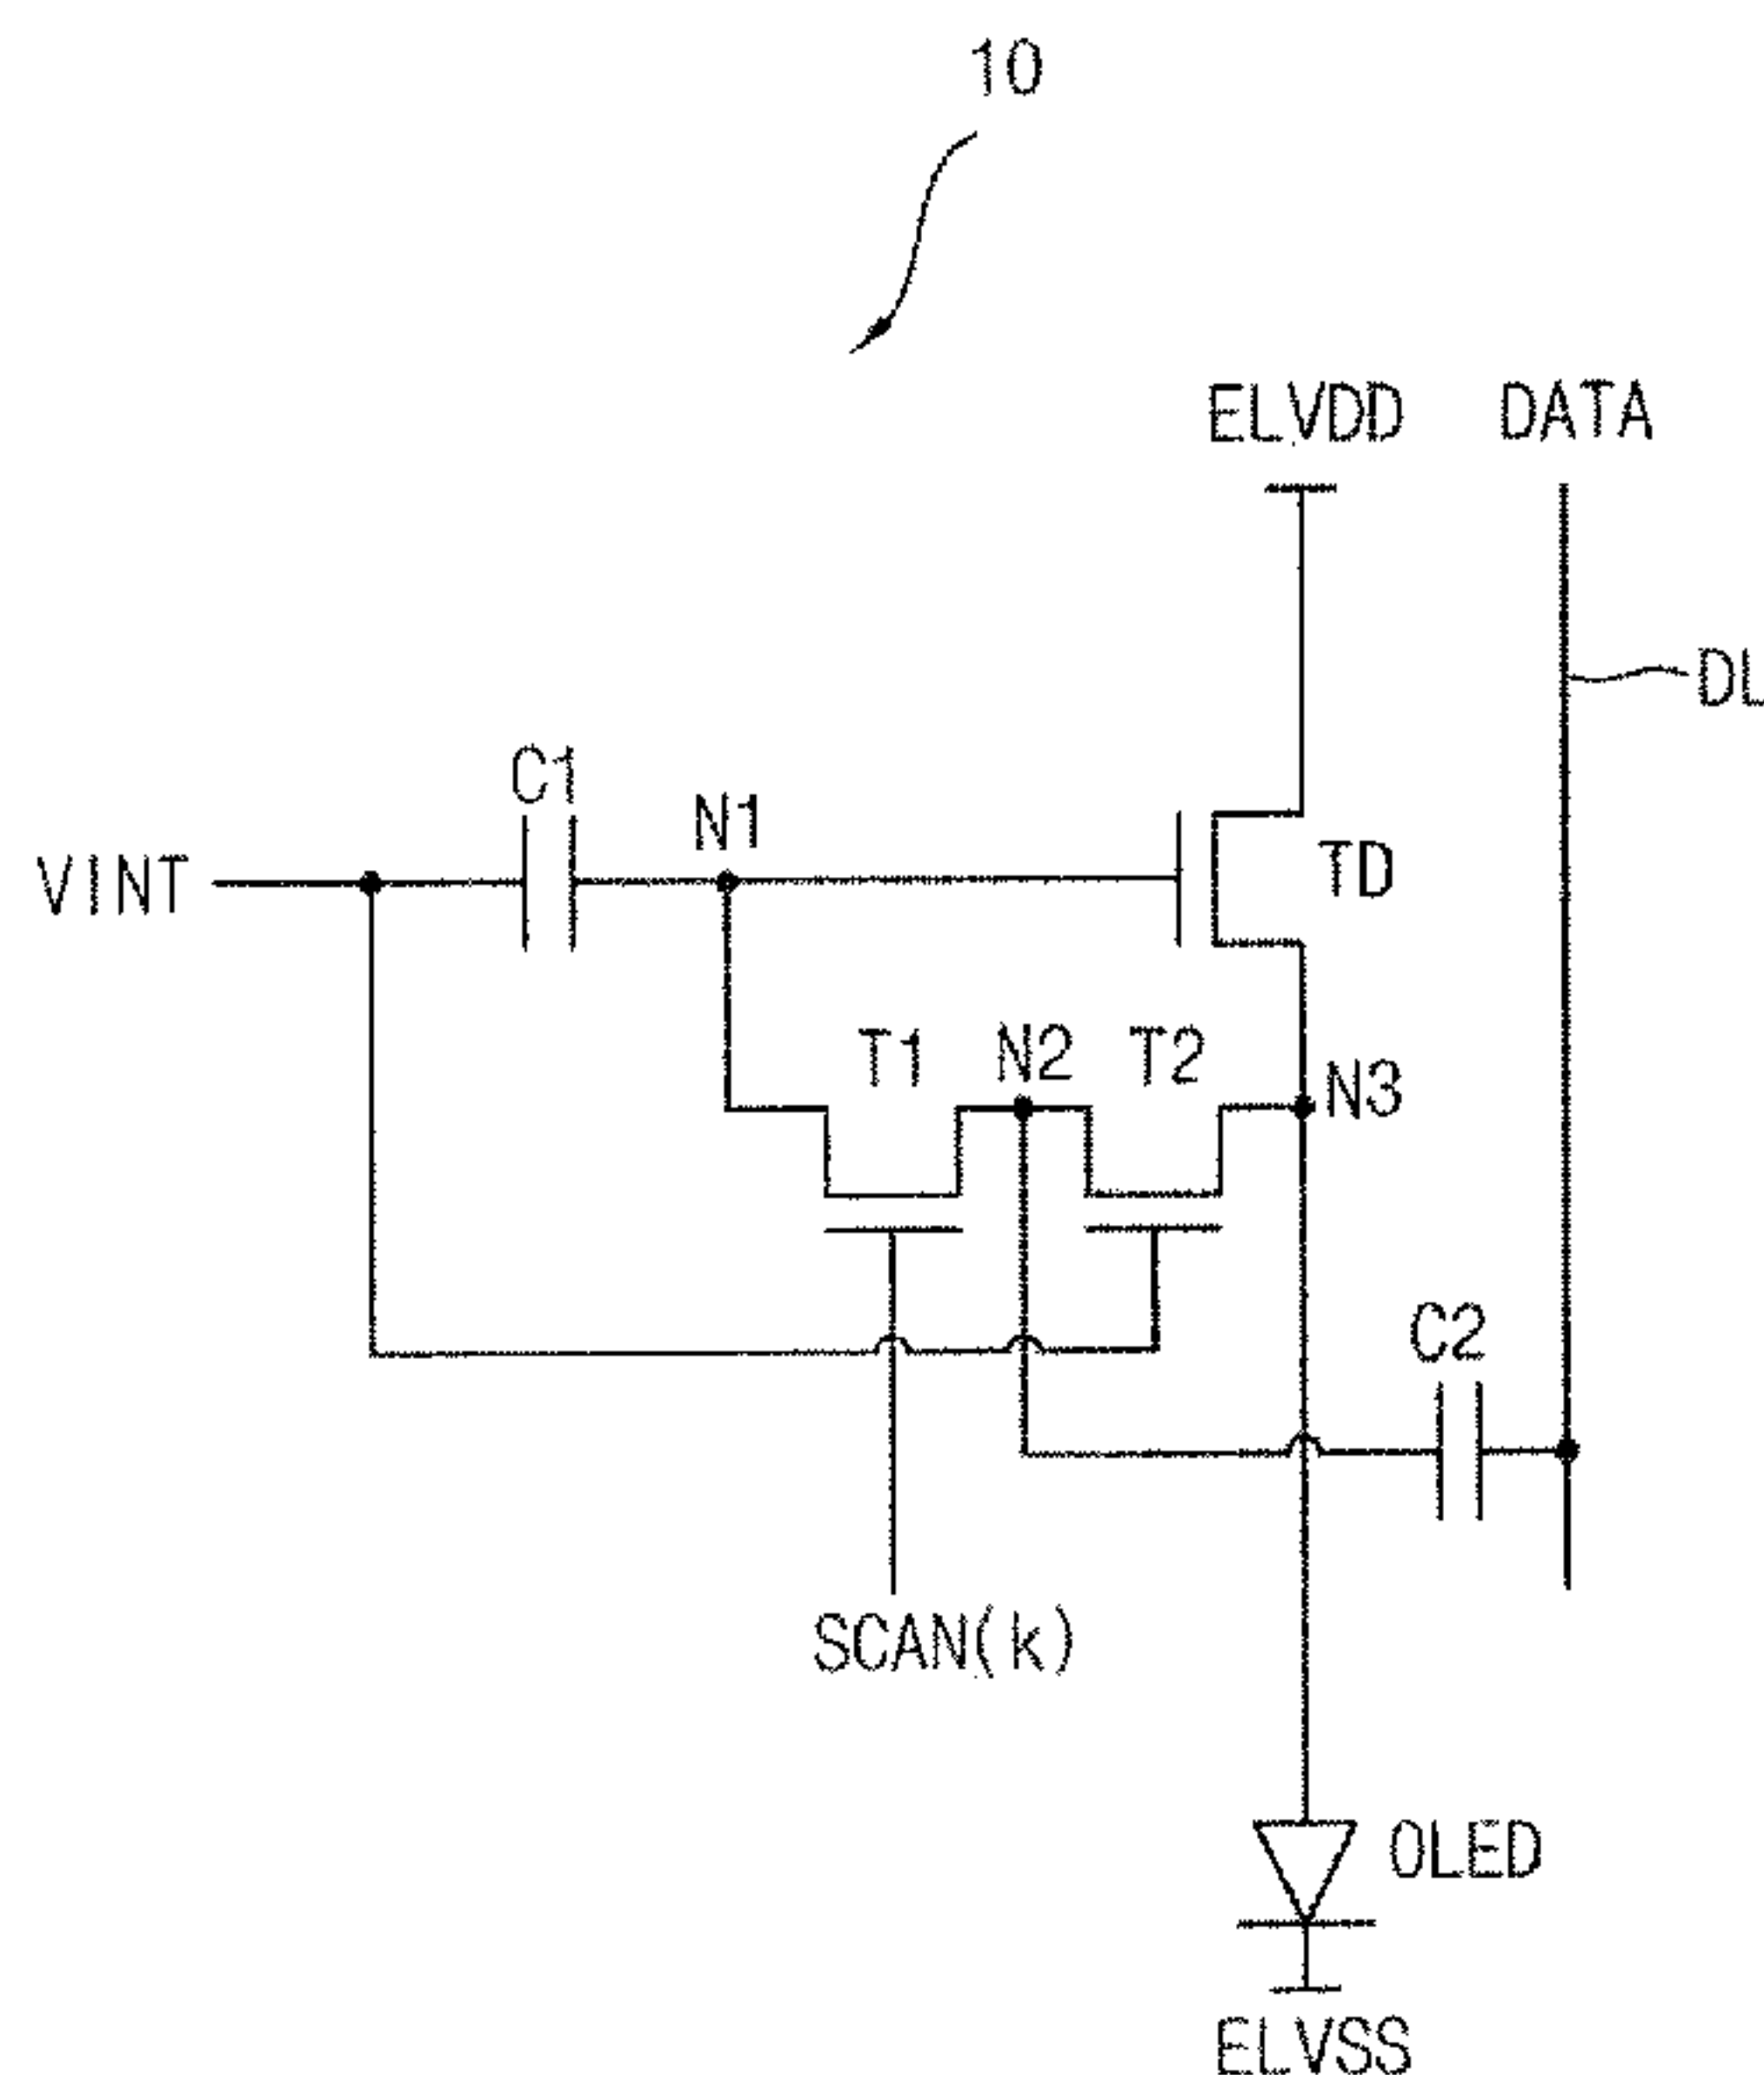 10
ELVDD DATA
DL
C1
N1
VINT
TD
T1 N2 T2
N3
C2
SCAN(k)
OLED
ELVSS